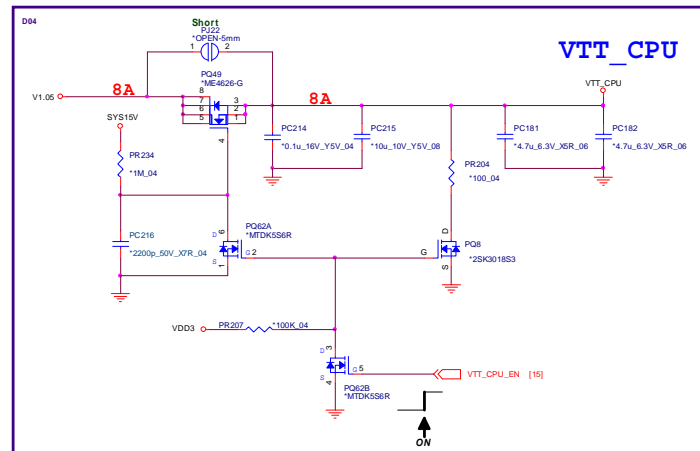 D04
Short
PJ22
*OPEN-5mm
1
2
VTT_CPU
PQ49
*ME4626-G
V1.05
8A
8
7
6
5
3
2
1
4
8A
VTT_CPU
SYS15V
PR234
*1M_04
PC214
*0.1u_16V_Y5V_04
PC215
*10u_10V_Y5V_08
PC181
*4.7u_6.3V_X5R_06
PC182
*4.7u_6.3V_X5R_06
PR204
*100_04
PC216
*2200p_50V_X7R_04
PQ62A
*MTDK5S6R
D
6
G
2
S
1
D
G
S
PQ8
*2SK3018S3
VDD3
PR207
*100K_04
D
3
G
5
S
4
PQ62B
*MTDK5S6R
VTT_CPU_EN [15]
ON